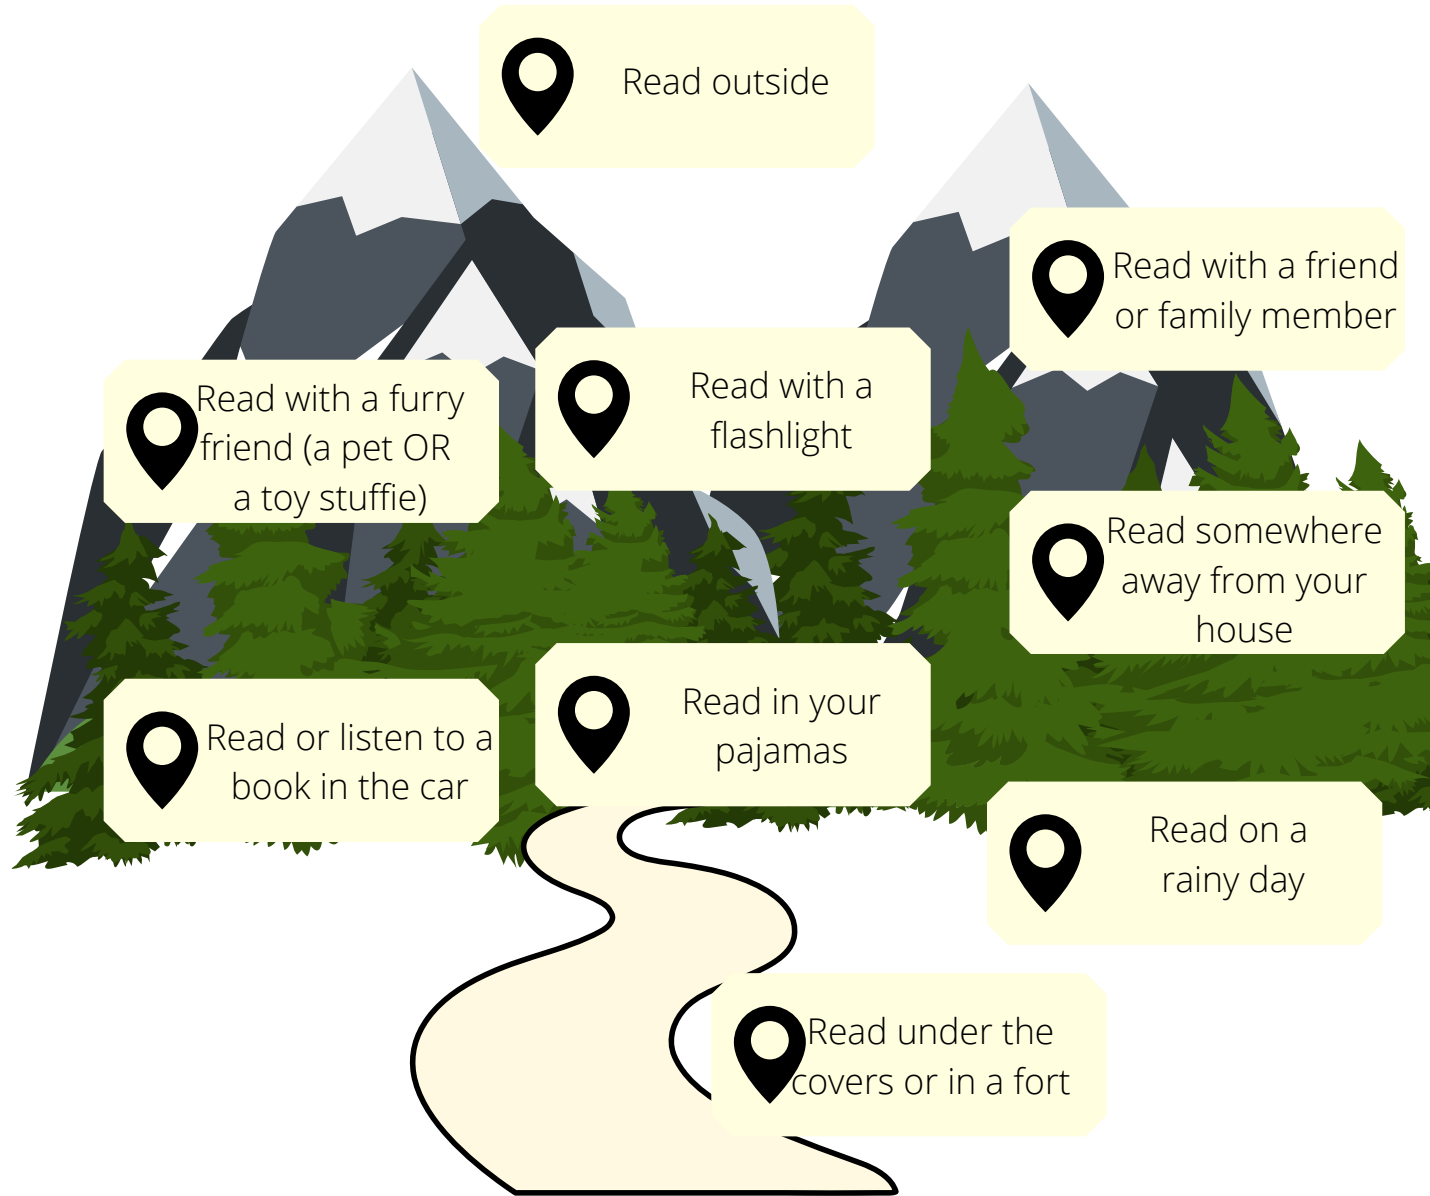 Read outside
Read with a friend
or family member
Read with a furry
friend (a pet OR
a toy stuffie)
Read with a
flashlight
Read somewhere
away from your
house
Read or listen to a
book in the car
Read in your
pajamas
Read on a
rainy day
Read under the
covers or in a fort